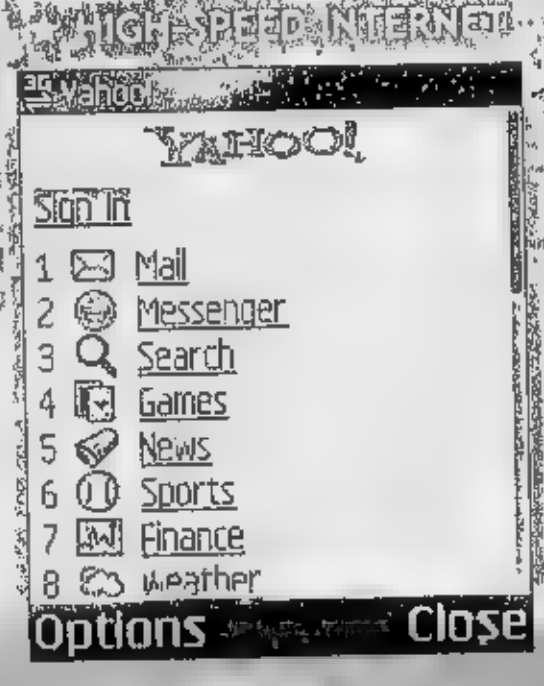 HIGH SPEED INTERNET
3G Yahoo!
YAHOO!
Sign In
1 Mail
2 Messenger
3 Search
4 Games
5 News
6 Sports
7 Finance
8 Weather
Options Close